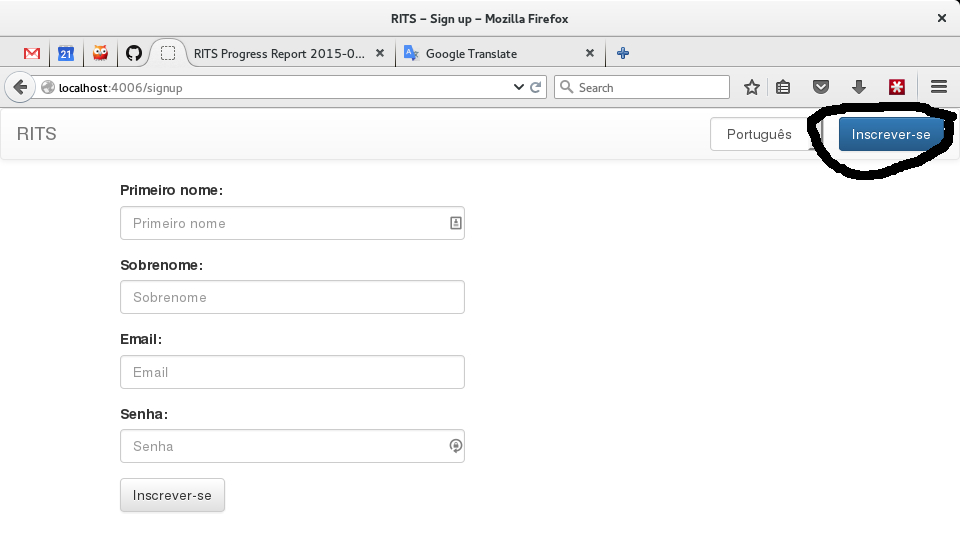 RITS – Sign up – Mozilla Firefox
21
RITS Progress Report 2015-0...
Google Translate
localhost:4006/signup
Search
RITS
Português
Inscrever-se
Primeiro nome:
Primeiro nome
Sobrenome:
Sobrenome
Email:
Email
Senha:
Senha
Inscrever-se